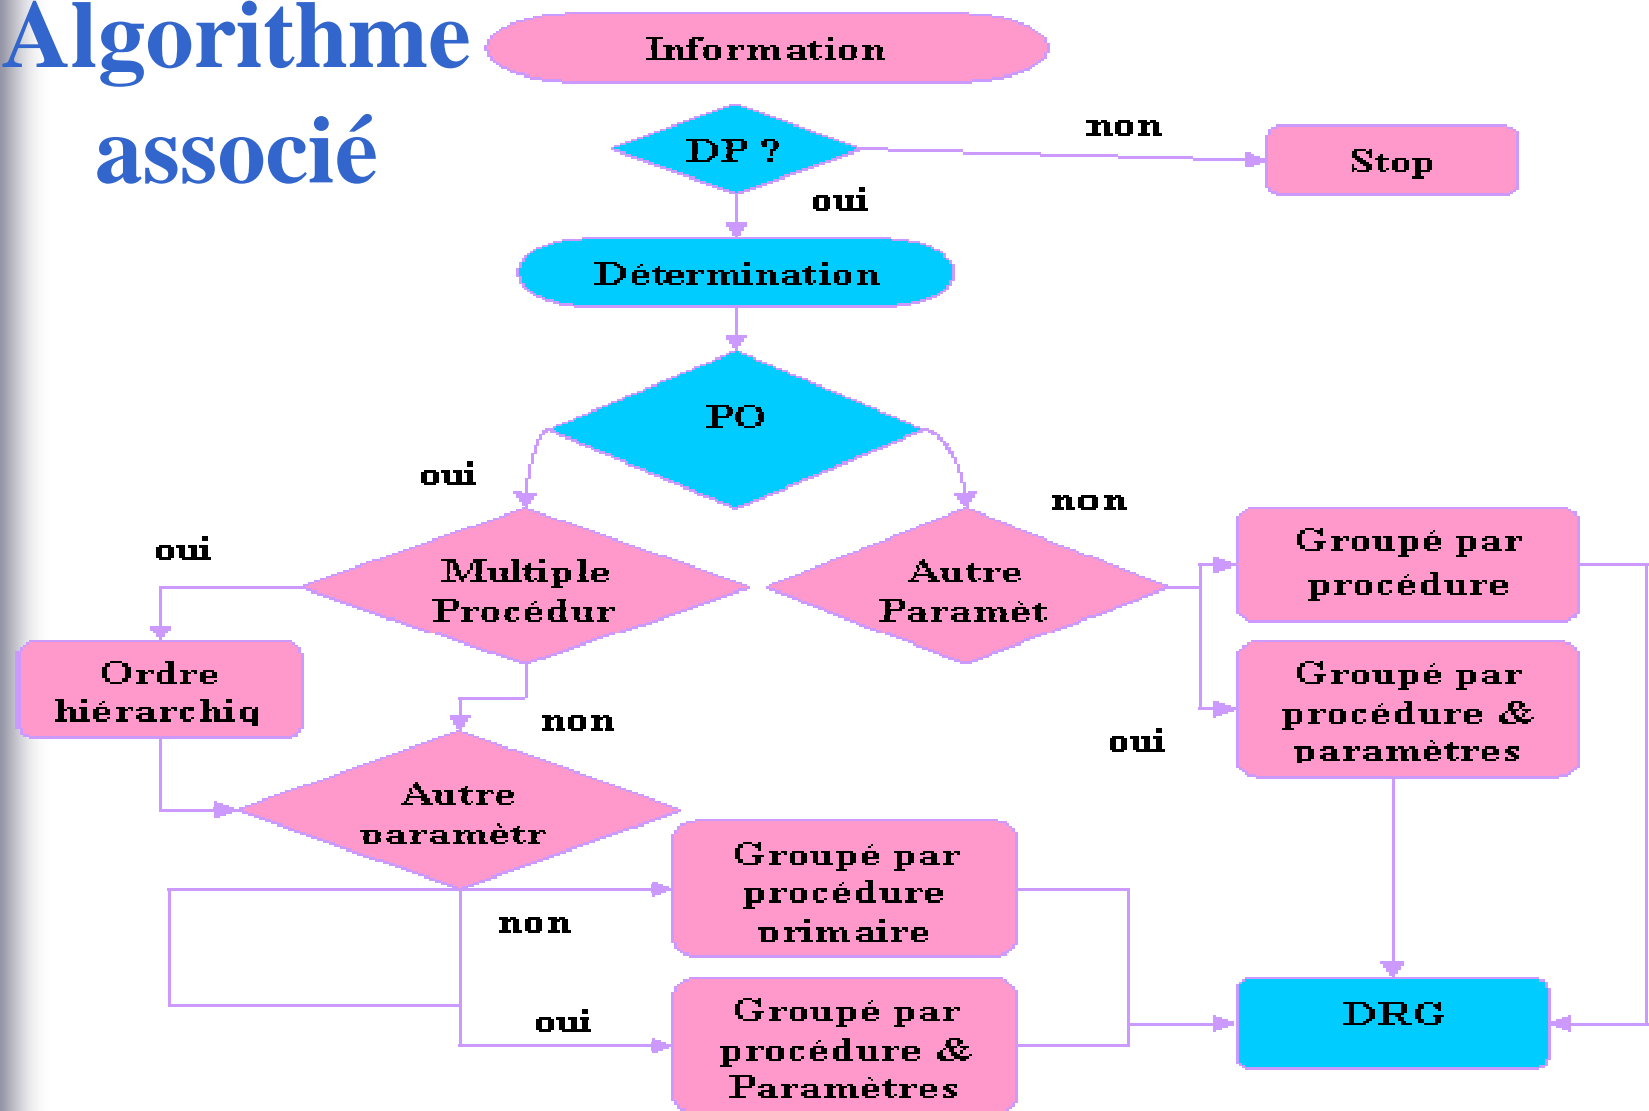 Algorithme
associé
Information
DP ?
non
Stop
oui
Détermination
PO
oui
non
oui
Multiple
Procédur
Autre
Paramèt
Groupé par
procédure
Ordre
hiérarchiq
non
oui
Groupé par
procédure &
paramètres
Autre
paramètr
non
Groupé par
procédure
primaire
oui
Groupé par
procédure &
Paramètres
DRG